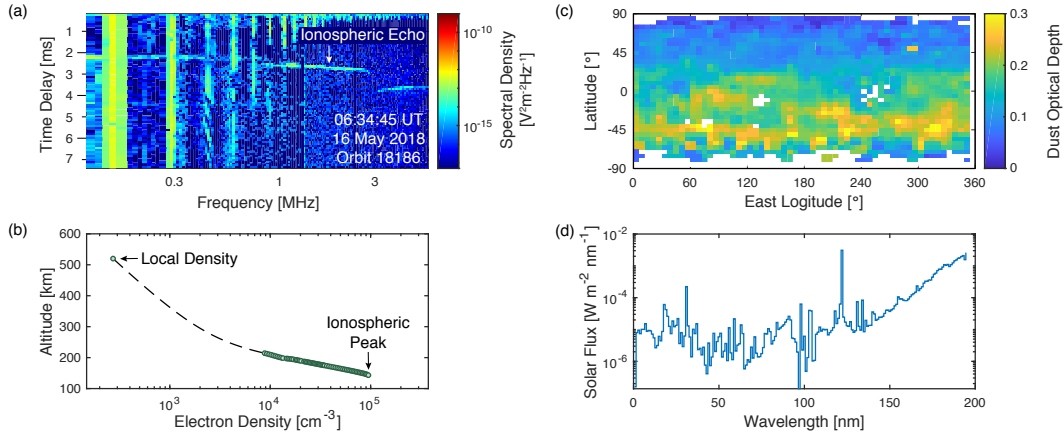 (a)
1
2
3
4
5
6
7
Time Delay [ms]
Ionospheric Echo
06:34:45 UT
16 May 2018
Orbit 18186
0.3
1
3
Frequency [MHz]
10⁻¹⁰
10⁻¹⁵
Spectral Density
[V²m⁻²Hz⁻¹]
(b)
600
500
400
300
200
100
Altitude [km]
Local Density
Ionospheric
Peak
10³
10⁴
10⁵
Electron Density [cm⁻³]
(c)
90
45
0
-45
-90
Latitude [°]
0
60
120
180
240
300
360
East Logitude [°]
0.3
0.2
0.1
0
Dust Optical Depth
(d)
10⁻²
10⁻⁴
10⁻⁶
Solar Flux [W m⁻² nm⁻¹]
0
50
100
150
200
Wavelength [nm]